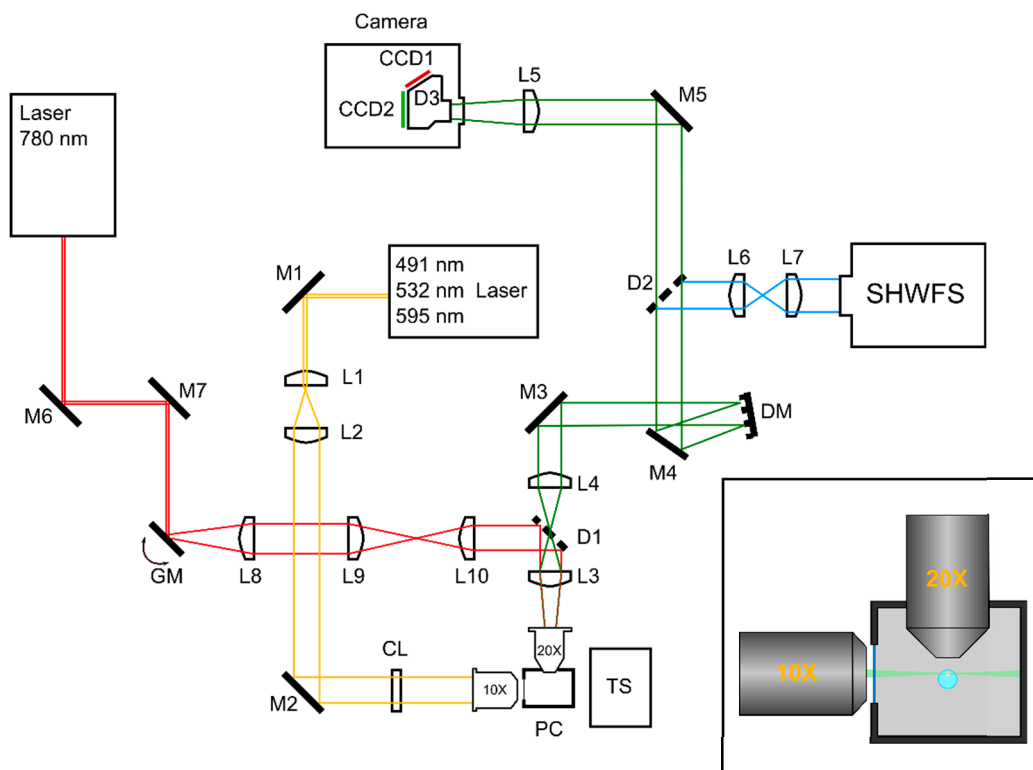 Camera
CCD1
D3
CCD2
L5
M5
Laser
780 nm
M1
491 nm
532 nm Laser
595 nm
D2
L6
L7
SHWFS
L1
M7
M6
L2
M3
DM
M4
L4
D1
GM
L8
L9
L10
L3
CL
20X
M2
10X
PC
TS
20X
10X